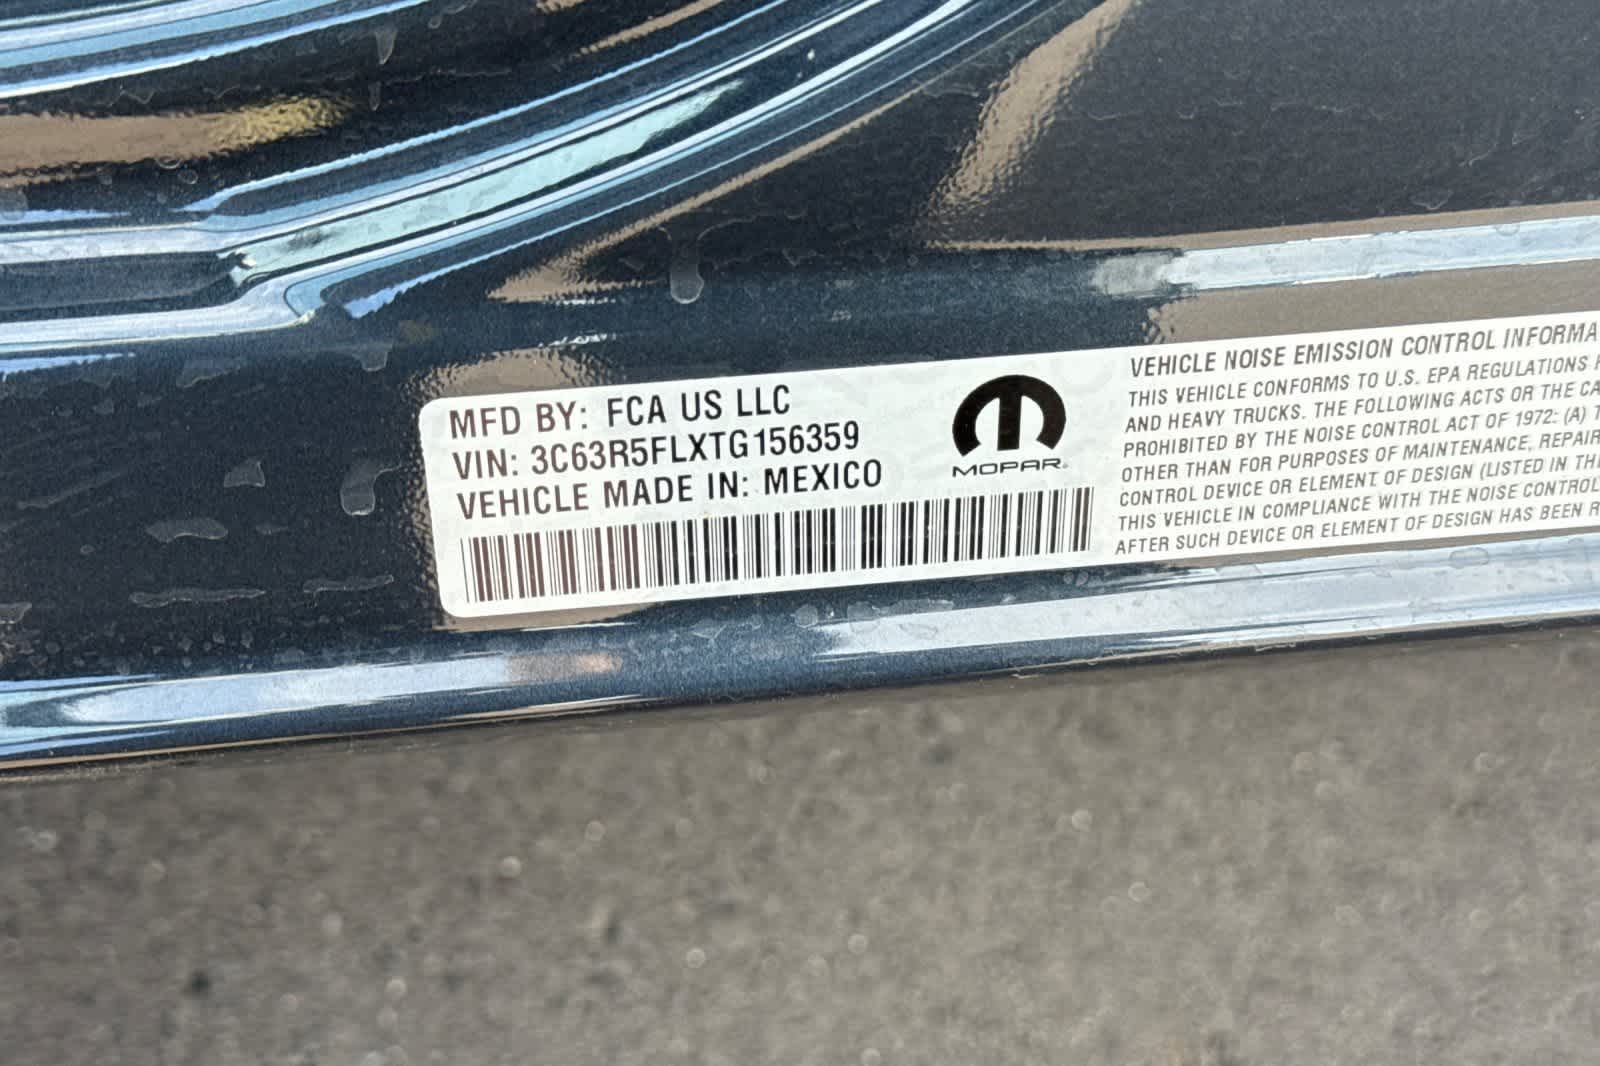 MFD BY: FCA US LLC
VIN: 3C63R5FLXTG156359
VEHICLE MADE IN: MEXICO
MOPAR®
VEHICLE NOISE EMISSION CONTROL INFORMA
THIS VEHICLE CONFORMS TO U.S. EPA REGULATIONS
AND HEAVY TRUCKS. THE FOLLOWING ACTS OR THE CA
PROHIBITED BY THE NOISE CONTROL ACT OF 1972: (A) T
OTHER THAN FOR PURPOSES OF MAINTENANCE, REPAIR
CONTROL DEVICE OR ELEMENT OF DESIGN (LISTED IN THE
THIS VEHICLE IN COMPLIANCE WITH THE NOISE CONTROL
AFTER SUCH DEVICE OR ELEMENT OF DESIGN HAS BEEN R